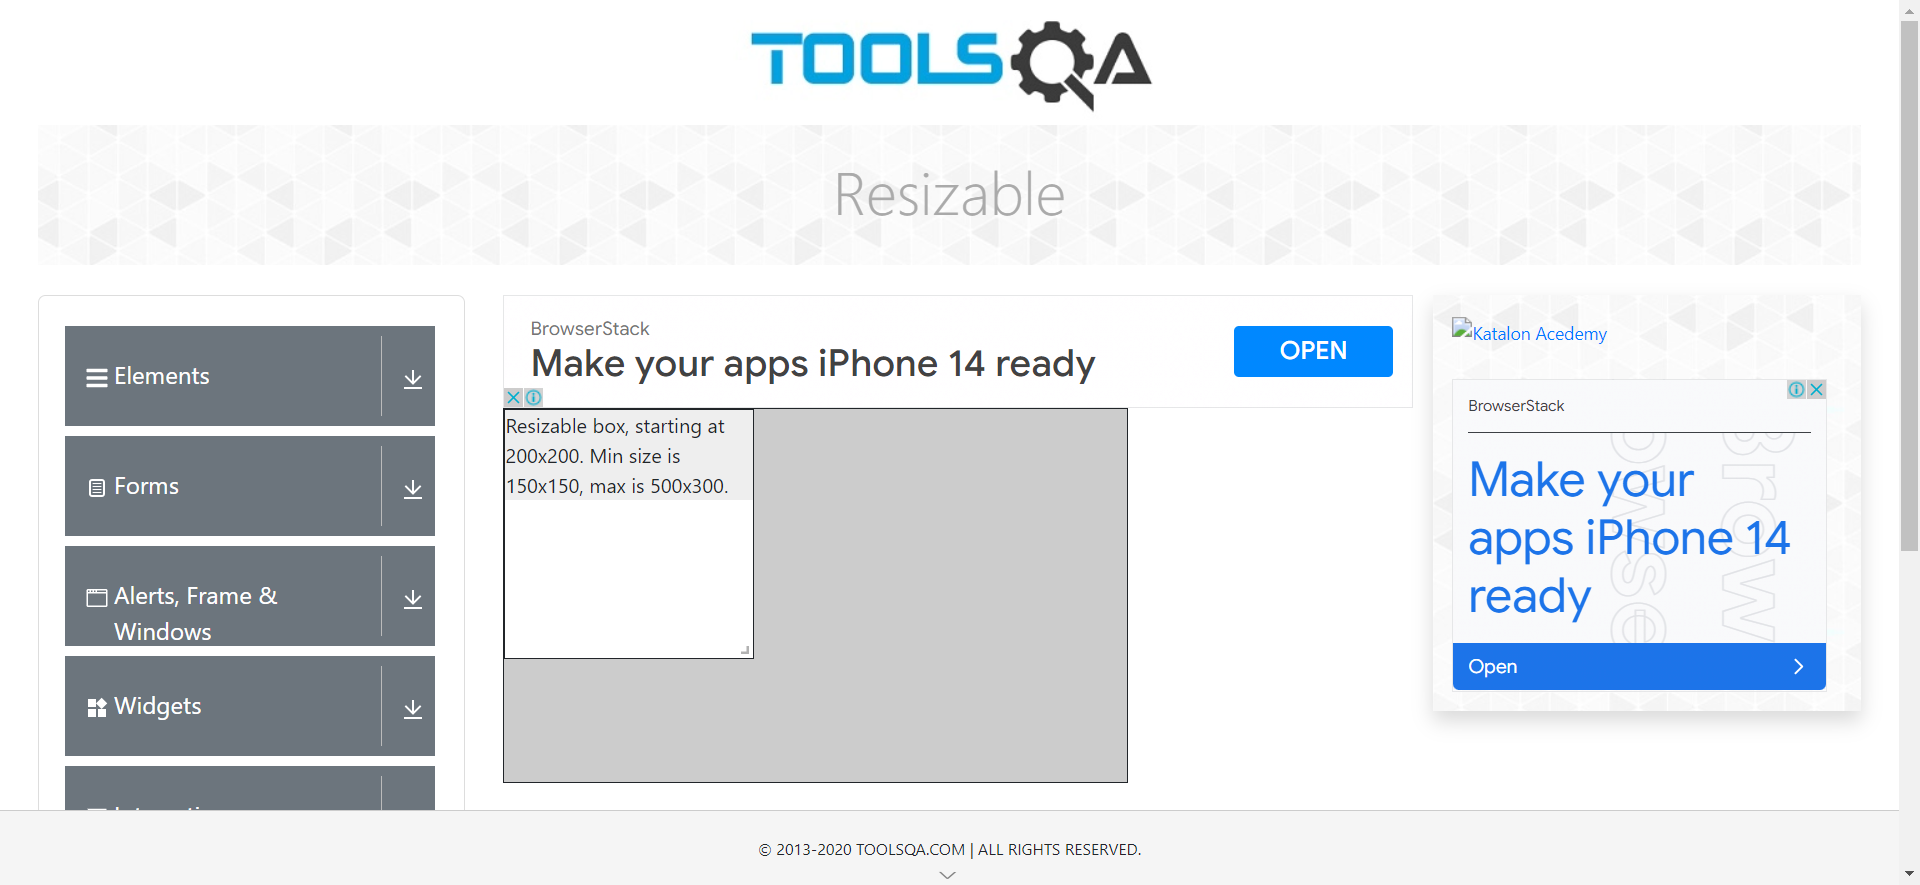 TOOLSQA
Resizable
Elements
Forms
Alerts, Frame &
Windows
Widgets
BrowserStack
Make your apps iPhone 14 ready
OPEN
Resizable box, starting at
200x200. Min size is
150x150, max is 500x300.
Katalon Acedemy
BrowserStack
Make your
apps iPhone 14
ready
Open
© 2013-2020 TOOLSQA.COM | ALL RIGHTS RESERVED.